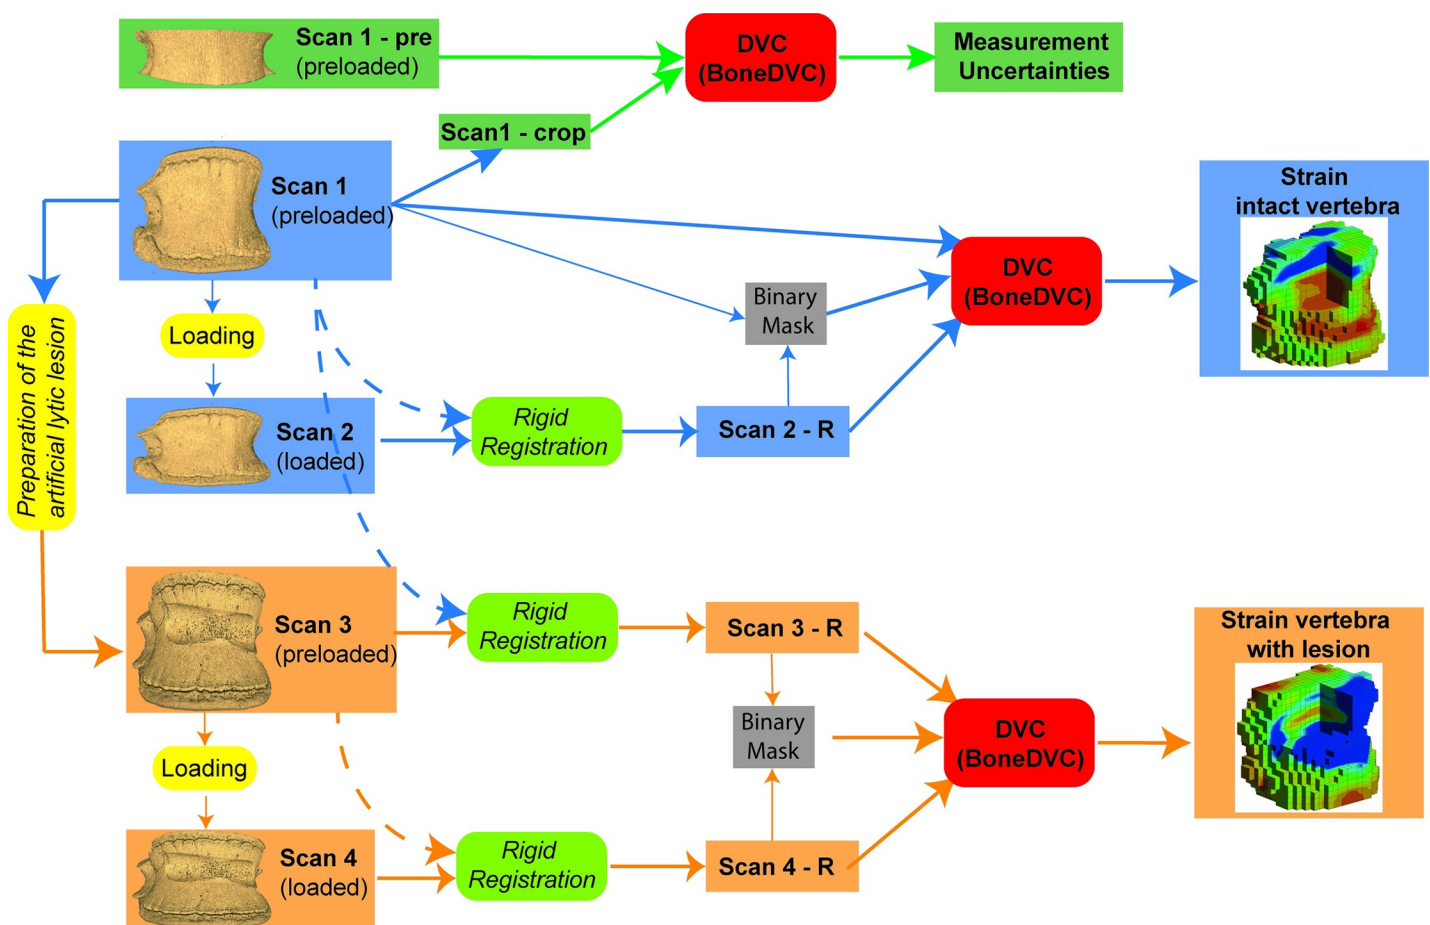 Scan 1 - pre
(preloaded)
DVC
(BoneDVC)
Measurement
Uncertainties
Scan1 - crop
Scan 1
(preloaded)
Strain
intact vertebra
DVC
(BoneDVC)
Binary
Mask
Loading
Preparation of the
artificial lytic lesion
Scan 2
(loaded)
Rigid
Registration
Scan 2 - R
Scan 3
(preloaded)
Rigid
Registration
Scan 3 - R
Strain vertebra
with lesion
Binary
Mask
DVC
(BoneDVC)
Loading
Scan 4
(loaded)
Rigid
Registration
Scan 4 - R